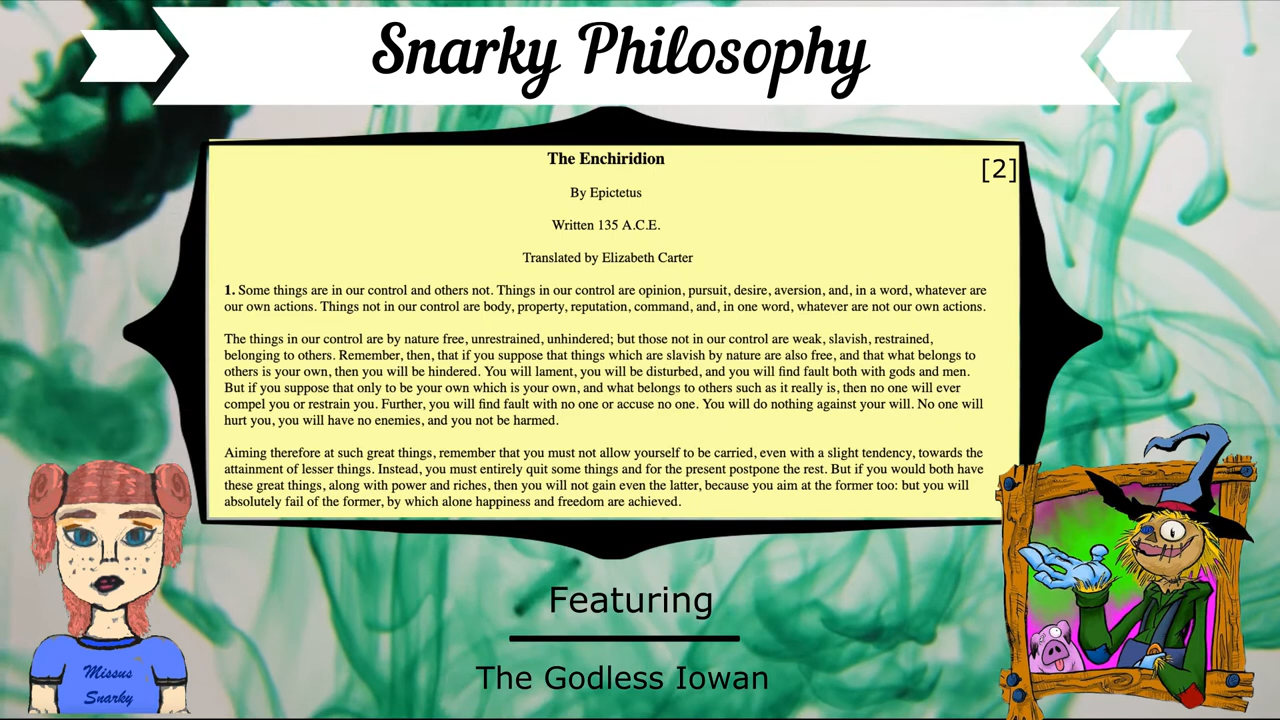 Snarky Philosophy
The Enchiridion
[2]
By Epictetus
Written 135 A.C.E.
Translated by Elizabeth Carter
1. Some things are in our control and others not. Things in our control are opinion, pursuit, desire, aversion, and, in a word, whatever are
our own actions. Things not in our control are body, property, reputation, command, and, in one word, whatever are not our own actions.
The things in our control are by nature free, unrestrained, unhindered; but those not in our control are weak, slavish, restrained,
belonging to others. Remember, then, that if you suppose that things which are slavish by nature are also free, and that what belongs to
others is your own, then you will be hindered. You will lament, you will be disturbed, and you will find fault both with gods and men.
But if you suppose that only to be your own which is your own, and what belongs to others such as it really is, then no one will ever
compel you or restrain you. Further, you will find fault with no one or accuse no one. You will do nothing against your will. No one will
hurt you, you will have no enemies, and you not be harmed.
Aiming therefore at such great things, remember that you must not allow yourself to be carried, even with a slight tendency, towards the
attainment of lesser things. Instead, you must entirely quit some things and for the present postpone the rest. But if you would both have
these great things, along with power and riches, then you will not gain even the latter, because you aim at the former too: but you will
absolutely fail of the former, by which alone happiness and freedom are achieved.
Featuring
The Godless Iowan
Missus
Snarky